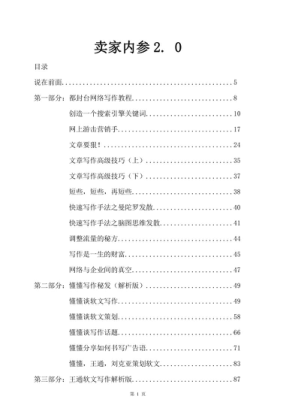 卖家内参2.0
目录
说在前面......5
第一部分：都封台网络写作教程......8
创造一个搜索引擎关键词......10
网上游击营销手......17
文章要狠！......24
文章写作高级技巧（上）......35
文章写作高级技巧（下）......37
短些，短些，再短些......38
快速写作手法之曼陀罗发散......40
快速写作手法之脑图思维发散......41
调整流量的秘方......44
写作是一生的财富......45
网络与企业间的真空......47
第二部分：懂懂写作秘发（解析版）......49
懂懂谈软文写作......49
懂懂谈软文策划......58
懂懂谈写作话题......66
懂懂分享如何书写广告语......71
懂懂，王通，刘克亚策划软文......83
第三部分：王通软文写作解析版......87
第 1 页